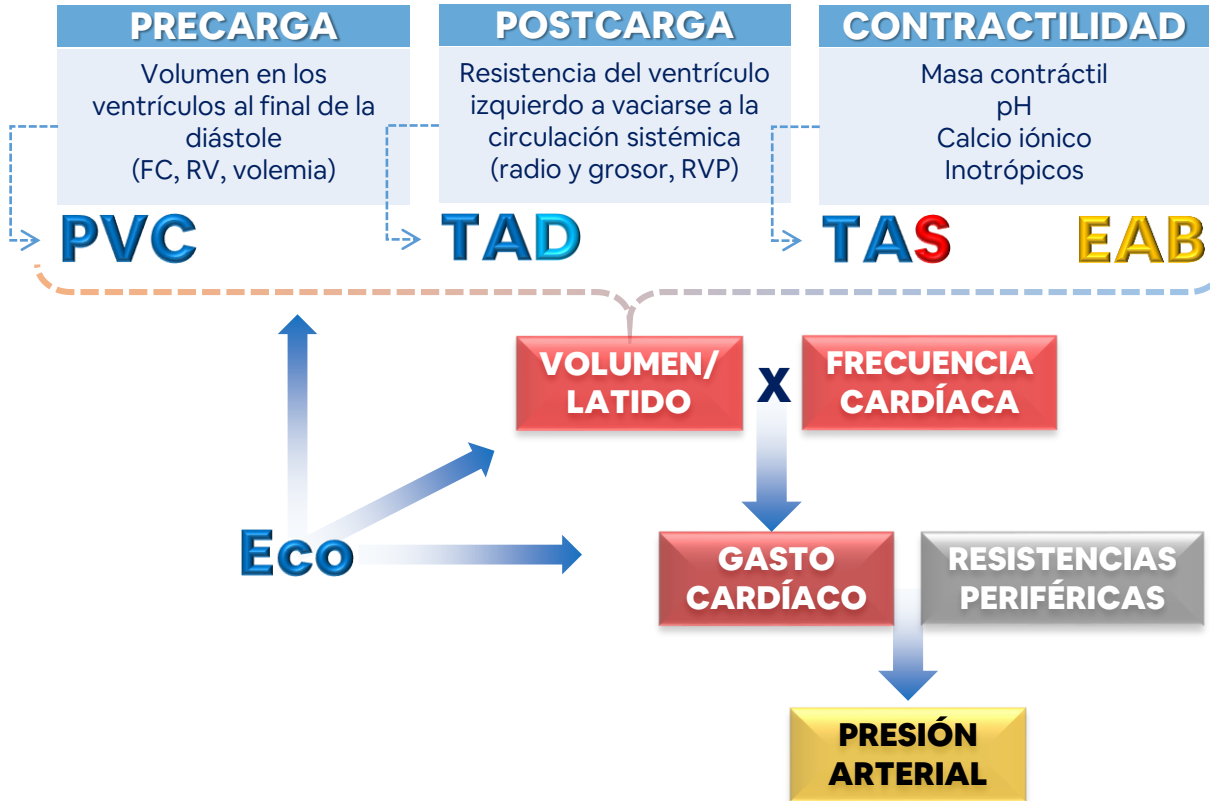 PRECARGA
Volumen en los
ventrículos al final de la
diástole
(FC, RV, volemia)
PVC
POSTCARGA
Resistencia del ventrículo
izquierdo a vaciarse a la
circulación sistémica
(radio y grosor, RVP)
TAD
CONTRACTILIDAD
Masa contráctil
pH
Calcio iónico
Inotrópicos
TAS
EAB
VOLUMEN/
LATIDO
X
FRECUENCIA
CARDÍACA
Eco
GASTO
CARDÍACO
RESISTENCIAS
PERIFÉRICAS
PRESIÓN
ARTERIAL